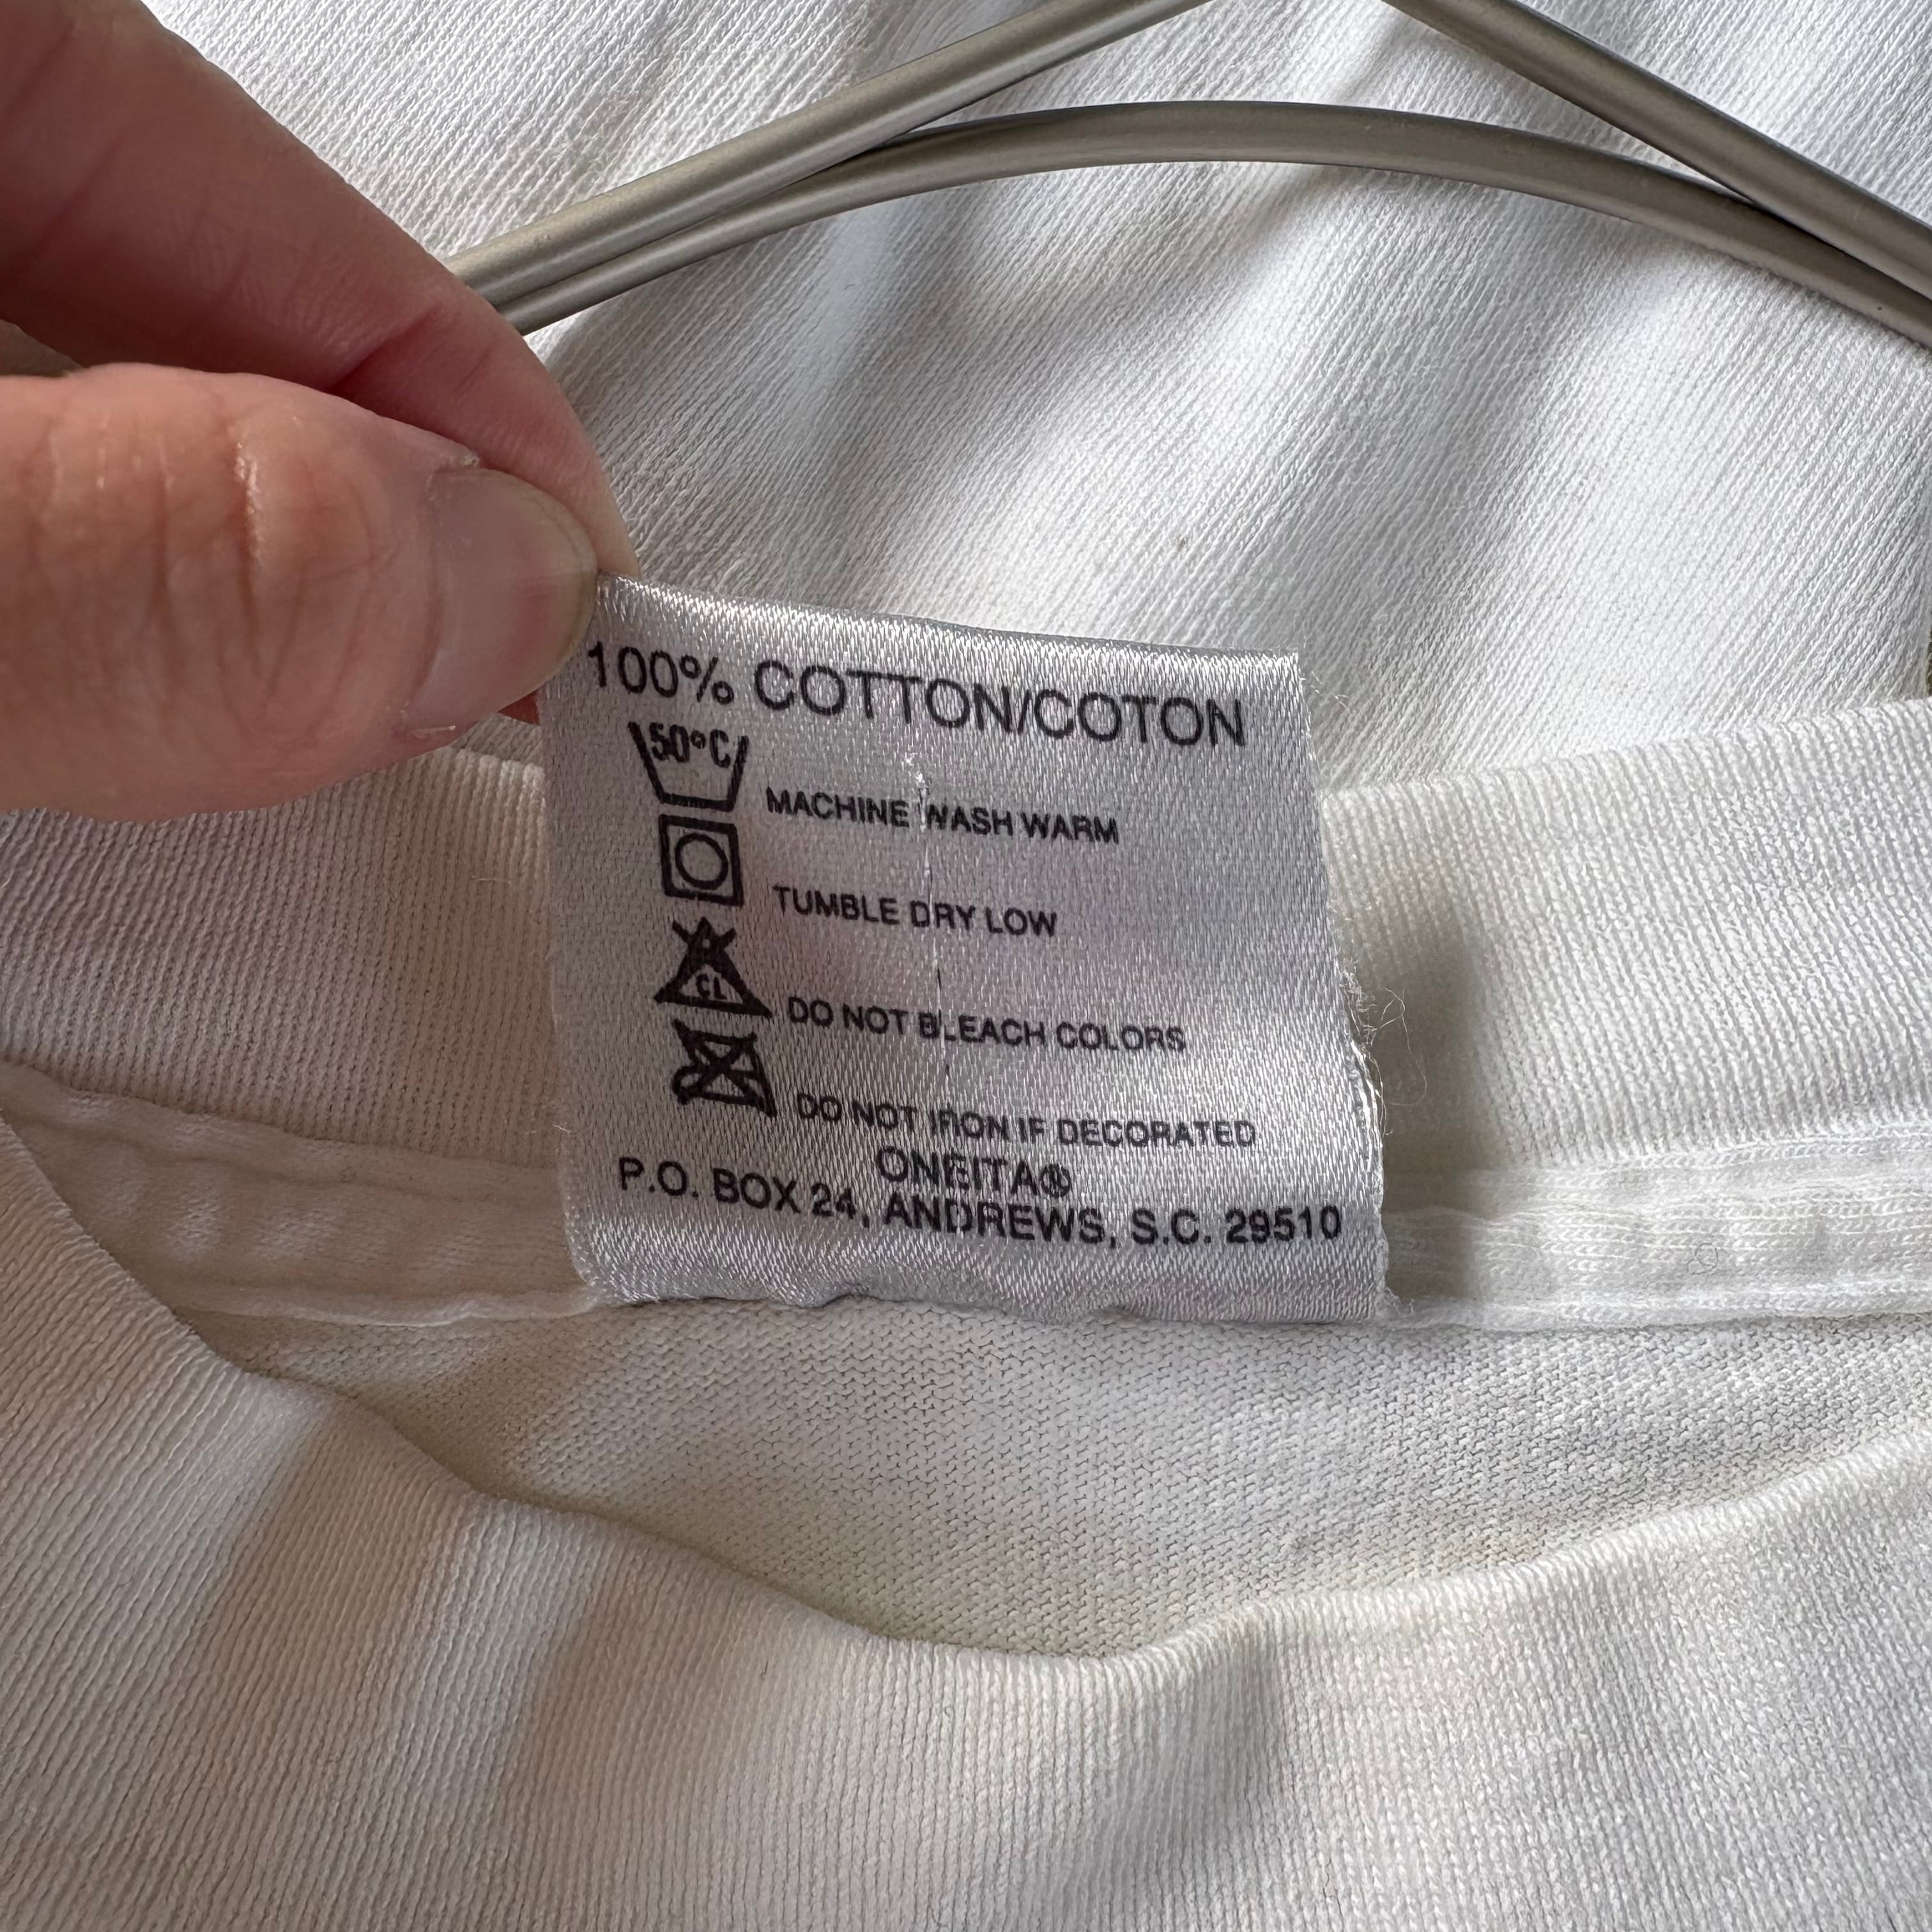 100% COTTON/COTON
50°C
MACHINE WASH WARM
TUMBLE DRY LOW
CL
DO NOT BLEACH COLORS
DO NOT IRON IF DECORATED
ONEITA®
P.O. BOX 24, ANDREWS, S.C. 29510